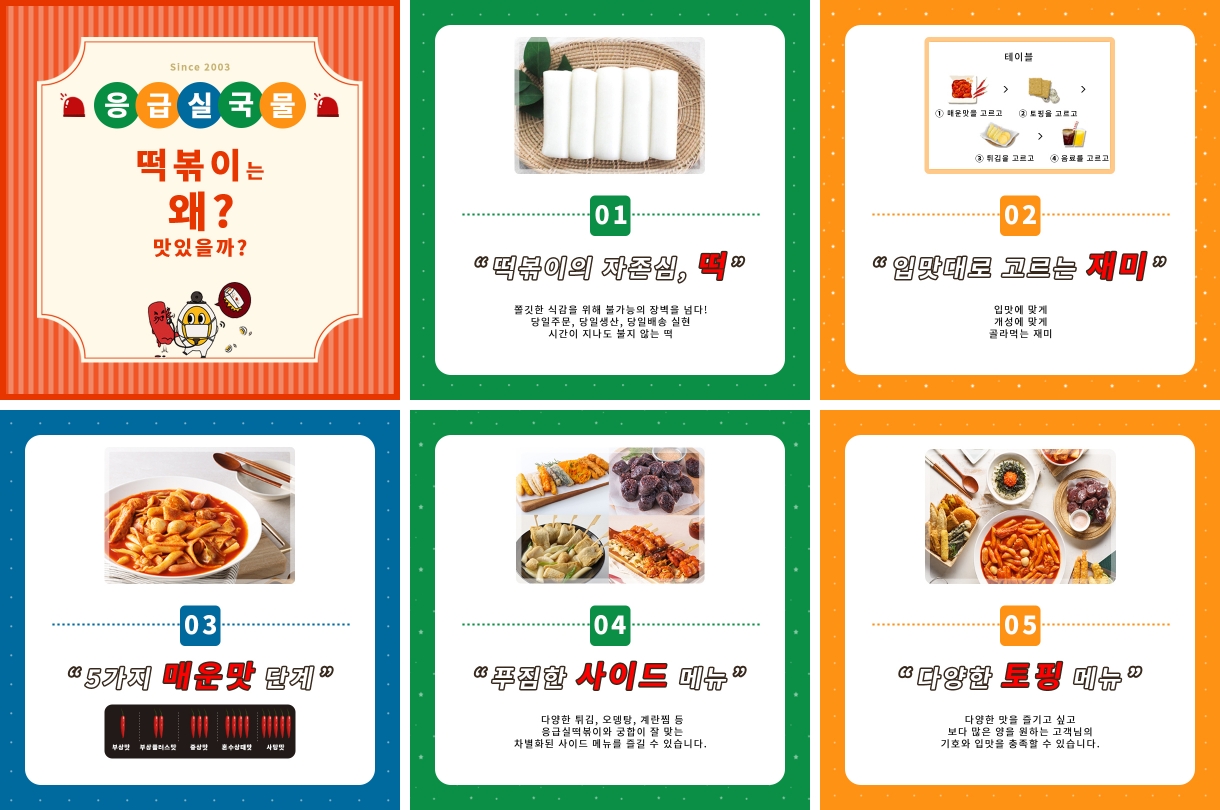 Since 2003
응급실국물
떡볶이는
왜?
맛있을까?
01
“떡볶이의 자존심, 떡”
쫄깃한 식감을 위해 불가능의 장벽을 넘다!
당일주문, 당일생산, 당일배송 실현
시간이 지나도 불지 않는 떡
테이블
① 매운맛을 고르고
② 토핑을 고르고
③ 튀김을 고르고
④ 음료를 고르고
02
“입맛대로 고르는 재미”
입맛에 맞게
개성에 맞게
골라먹는 재미
03
“5가지 매운맛 단계”
부상맛 부상플러스맛 중상맛 혼수상태맛 사망맛
04
“푸짐한 사이드 메뉴”
다양한 튀김, 오뎅탕, 계란찜 등
응급실떡볶이와 궁합이 잘 맞는
차별화된 사이드 메뉴를 즐길 수 있습니다.
05
“다양한 토핑 메뉴”
다양한 맛을 즐기고 싶고
보다 많은 양을 원하는 고객님의
기호와 입맛을 충족할 수 있습니다.